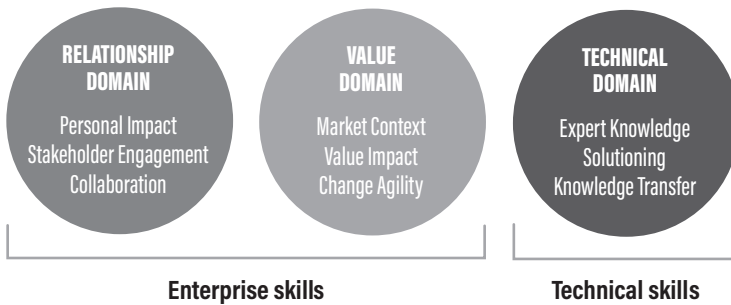 RELATIONSHIP
DOMAIN
Personal Impact
Stakeholder Engagement
Collaboration
VALUE
DOMAIN
Market Context
Value Impact
Change Agility
TECHNICAL
DOMAIN
Expert Knowledge
Solutioning
Knowledge Transfer
Enterprise skills
Technical skills